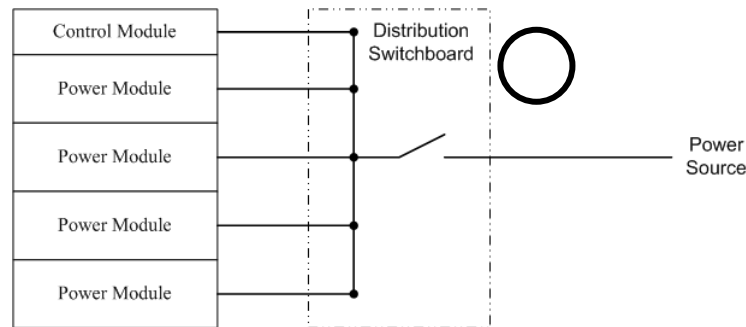 Control Module
Power Module
Power Module
Power Module
Power Module
Distribution
Switchboard
Power
Source